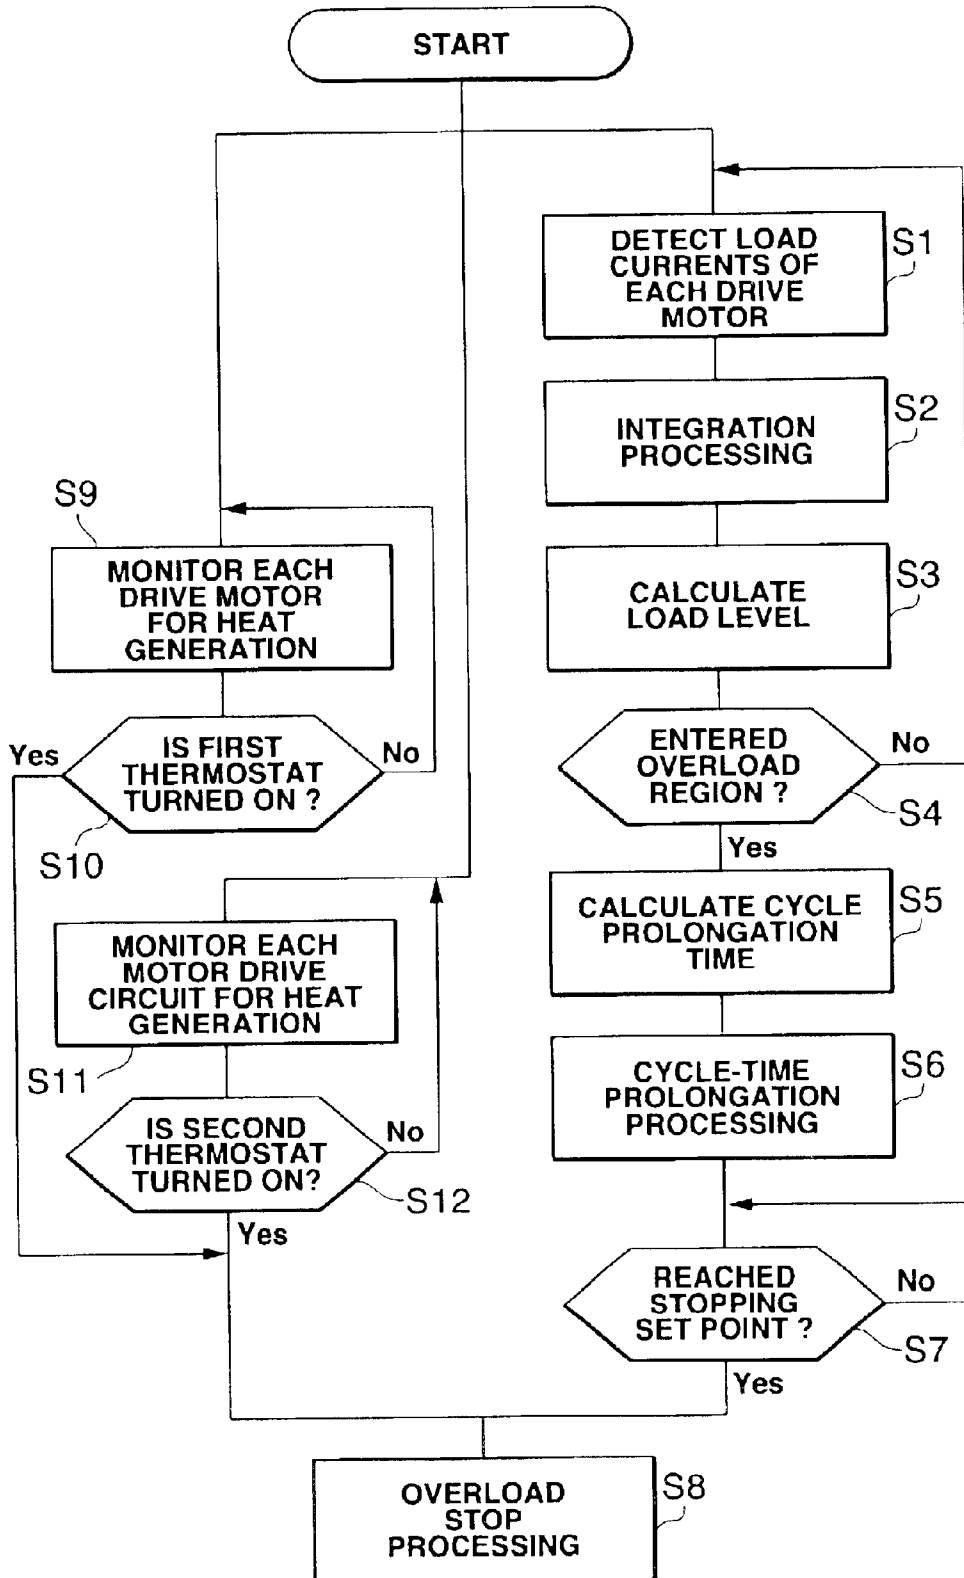 START
DETECT LOAD
CURRENTS OF
EACH DRIVE
MOTOR
S1
INTEGRATION
PROCESSING
S2
CALCULATE
LOAD LEVEL
S3
ENTERED
OVERLOAD
REGION ?
No
S4
Yes
CALCULATE CYCLE
PROLONGATION
TIME
S5
CYCLE-TIME
PROLONGATION
PROCESSING
S6
REACHED
STOPPING
SET POINT ?
No
S7
Yes
S9
MONITOR EACH
DRIVE MOTOR
FOR HEAT
GENERATION
Yes
IS FIRST
THERMOSTAT
TURNED ON ?
No
S10
MONITOR EACH
MOTOR DRIVE
CIRCUIT FOR HEAT
GENERATION
S11
IS SECOND
THERMOSTAT
TURNED ON?
No
S12
Yes
OVERLOAD
STOP
PROCESSING
S8